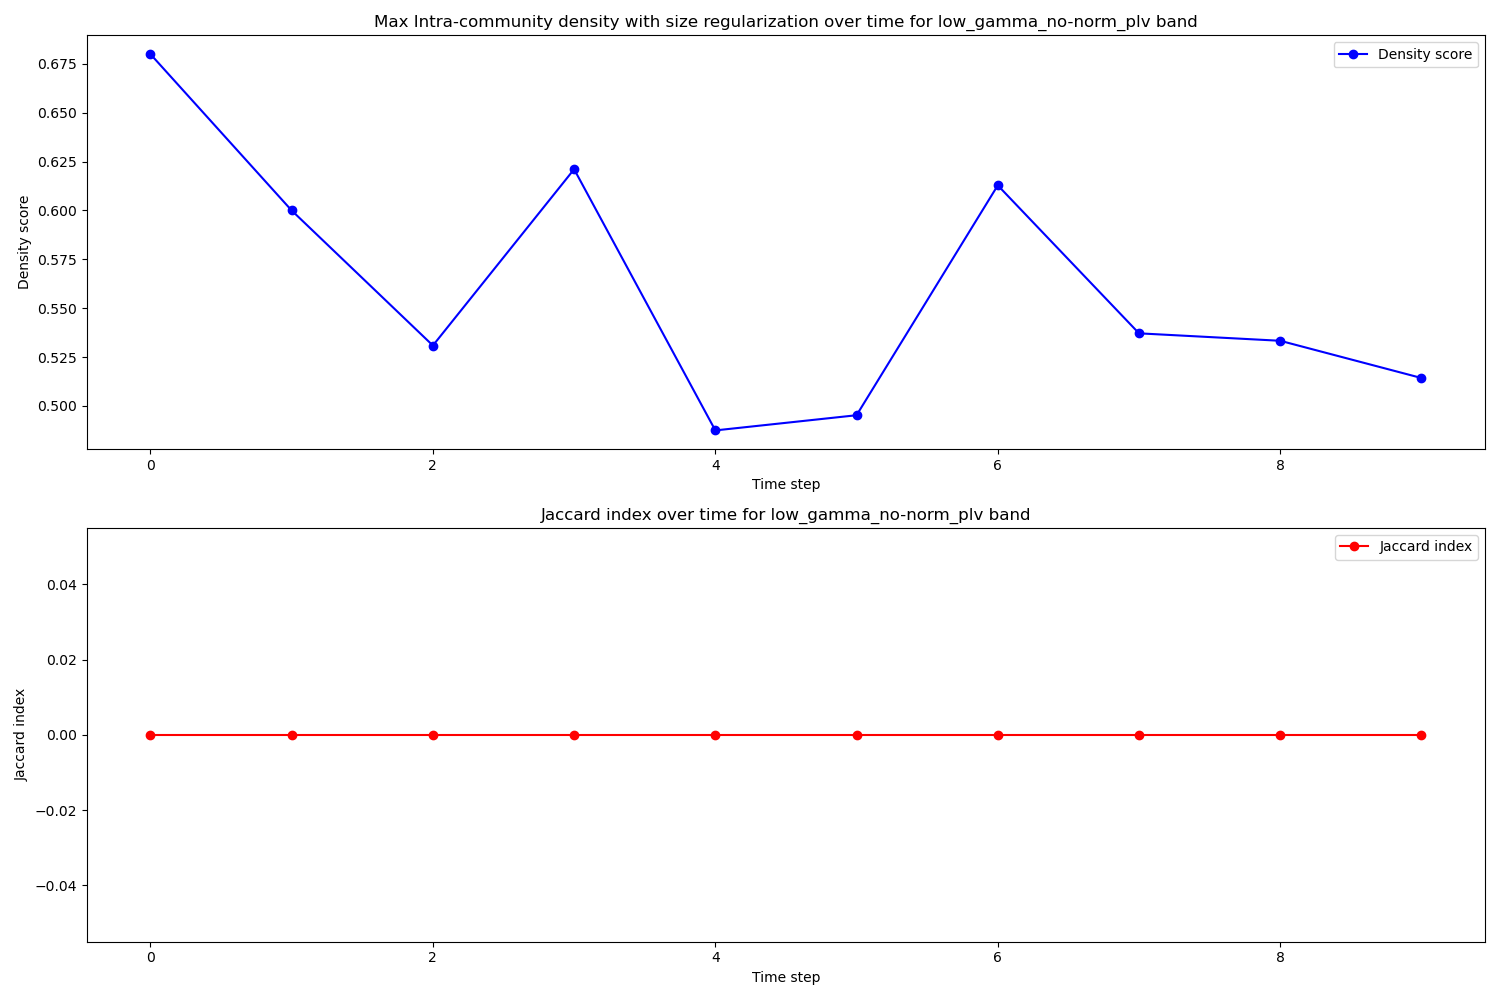 Max Intra-community density with size regularization over time for low_gamma_no-norm_plv band
Density score
0.675
0.650
0.625
0.600
0.575
0.550
0.525
0.500
Density score
0 2 4 6 8
Time step
Jaccard index over time for low_gamma_no-norm_plv band
Jaccard index
0.04
0.02
0.00
−0.02
−0.04
Jaccard index
0 2 4 6 8
Time step